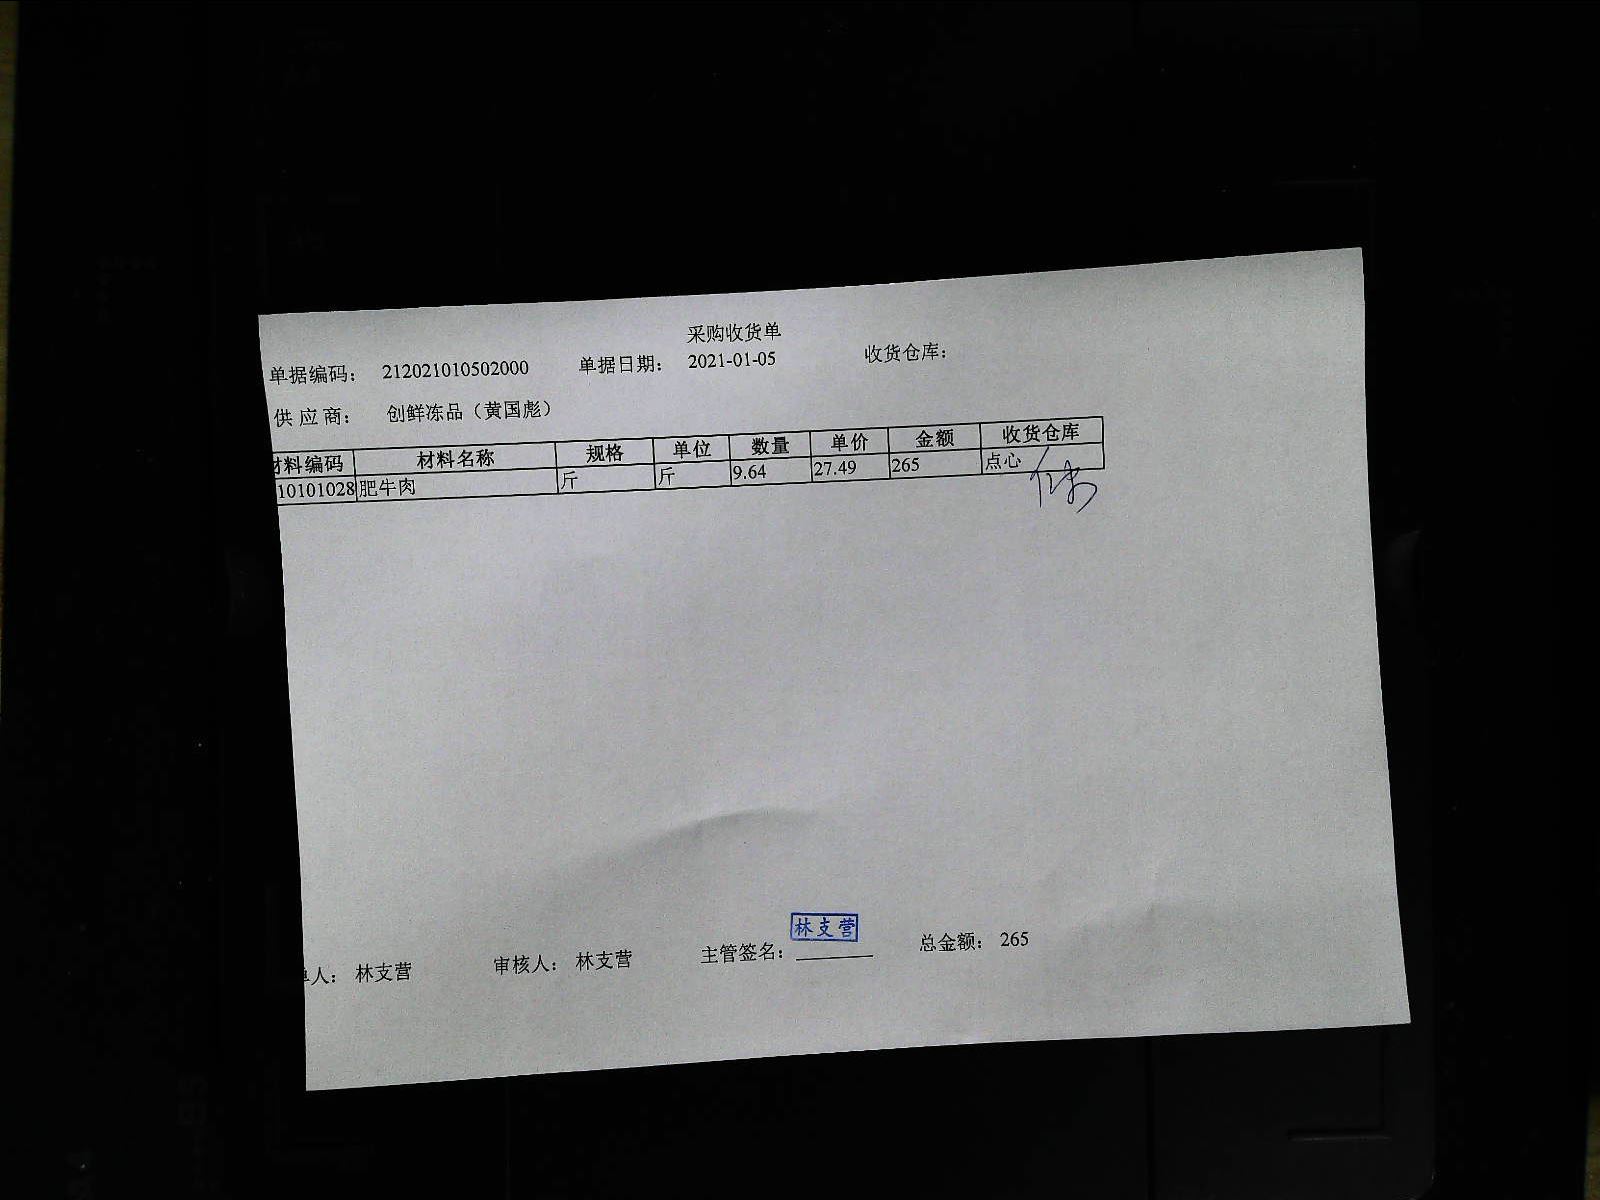 采购收货单
单据编码： 212021010502000 单据日期： 2021-01-05 收货仓库：
供 应 商： 创鲜冻品（黄国彪）
材料编码 材料名称 规格 单位 数量 单价 金额 收货仓库
10101028 肥牛肉 斤 斤 9.64 27.49 265 点心
林支营
单人： 林支营 审核人： 林支营 主管签名： 总金额： 265